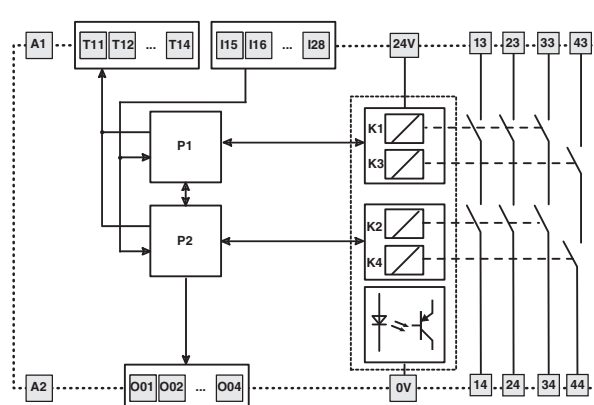 A1 T11 T12 ... T14 I15 I16 ... I28 24V 13 23 33 43
K1
P1
K3
K2
P2
K4
A2 O01 O02 ... O04 0V 14 24 34 44